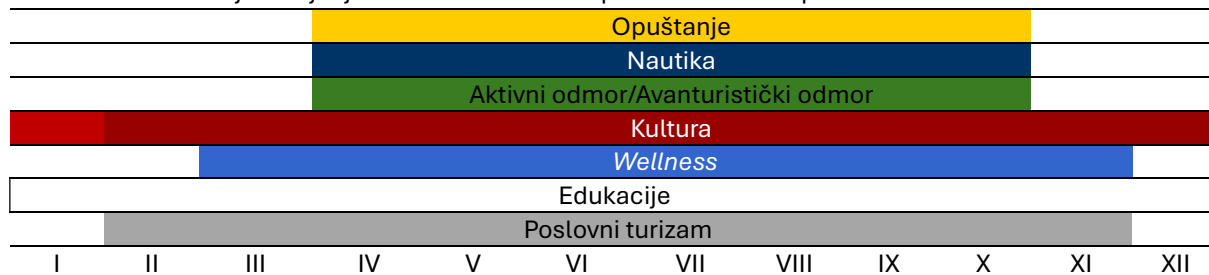 Opuštanje
Nautika
Aktivni odmor/Avanturistički odmor
Kultura
Wellness
Edukacije
Poslovni turizam
I II III IV V VI VII VIII IX X XI XII